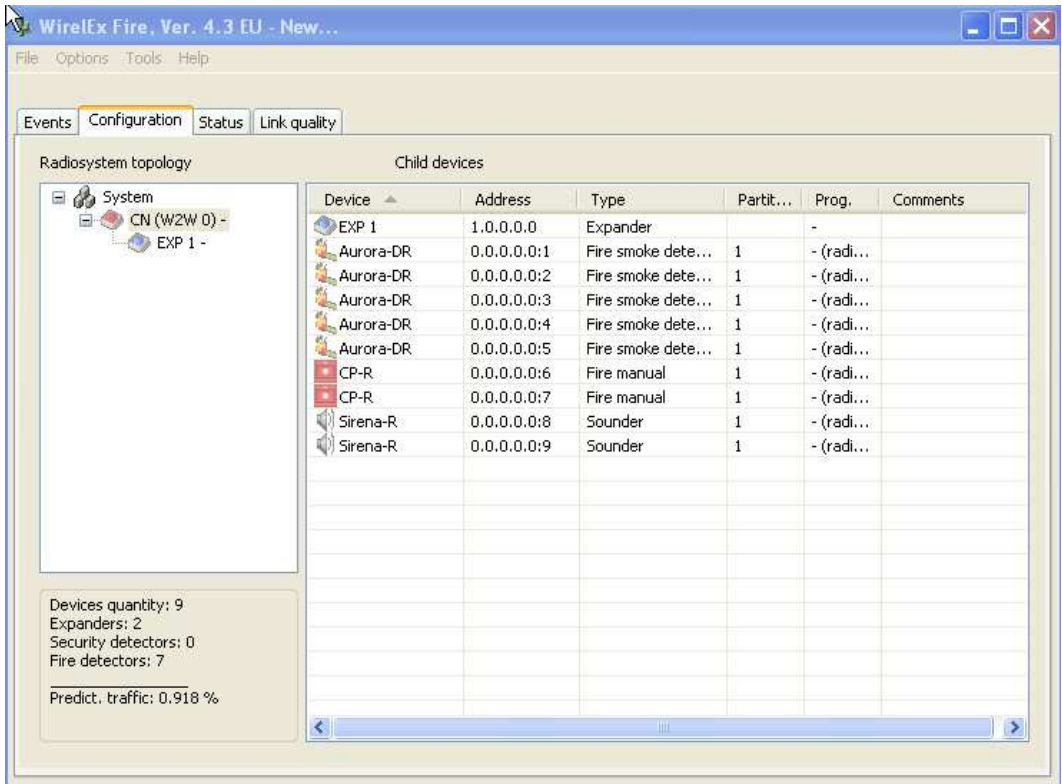 WirelEx Fire, Ver. 4.3 EU - New...
File Options Tools Help
Events Configuration Status Link quality
Radiosystem topology Child devices
System
CN (W2W 0) -
EXP 1 -
Device Address Type Partit... Prog. Comments
EXP 1 1.0.0.0.0 Expander -
Aurora-DR 0.0.0.0.0:1 Fire smoke dete... 1 - (radi...
Aurora-DR 0.0.0.0.0:2 Fire smoke dete... 1 - (radi...
Aurora-DR 0.0.0.0.0:3 Fire smoke dete... 1 - (radi...
Aurora-DR 0.0.0.0.0:4 Fire smoke dete... 1 - (radi...
Aurora-DR 0.0.0.0.0:5 Fire smoke dete... 1 - (radi...
CP-R 0.0.0.0.0:6 Fire manual 1 - (radi...
CP-R 0.0.0.0.0:7 Fire manual 1 - (radi...
Sirena-R 0.0.0.0.0:8 Sounder 1 - (radi...
Sirena-R 0.0.0.0.0:9 Sounder 1 - (radi...
Devices quantity: 9
Expanders: 2
Security detectors: 0
Fire detectors: 7
Predict. traffic: 0.918 %